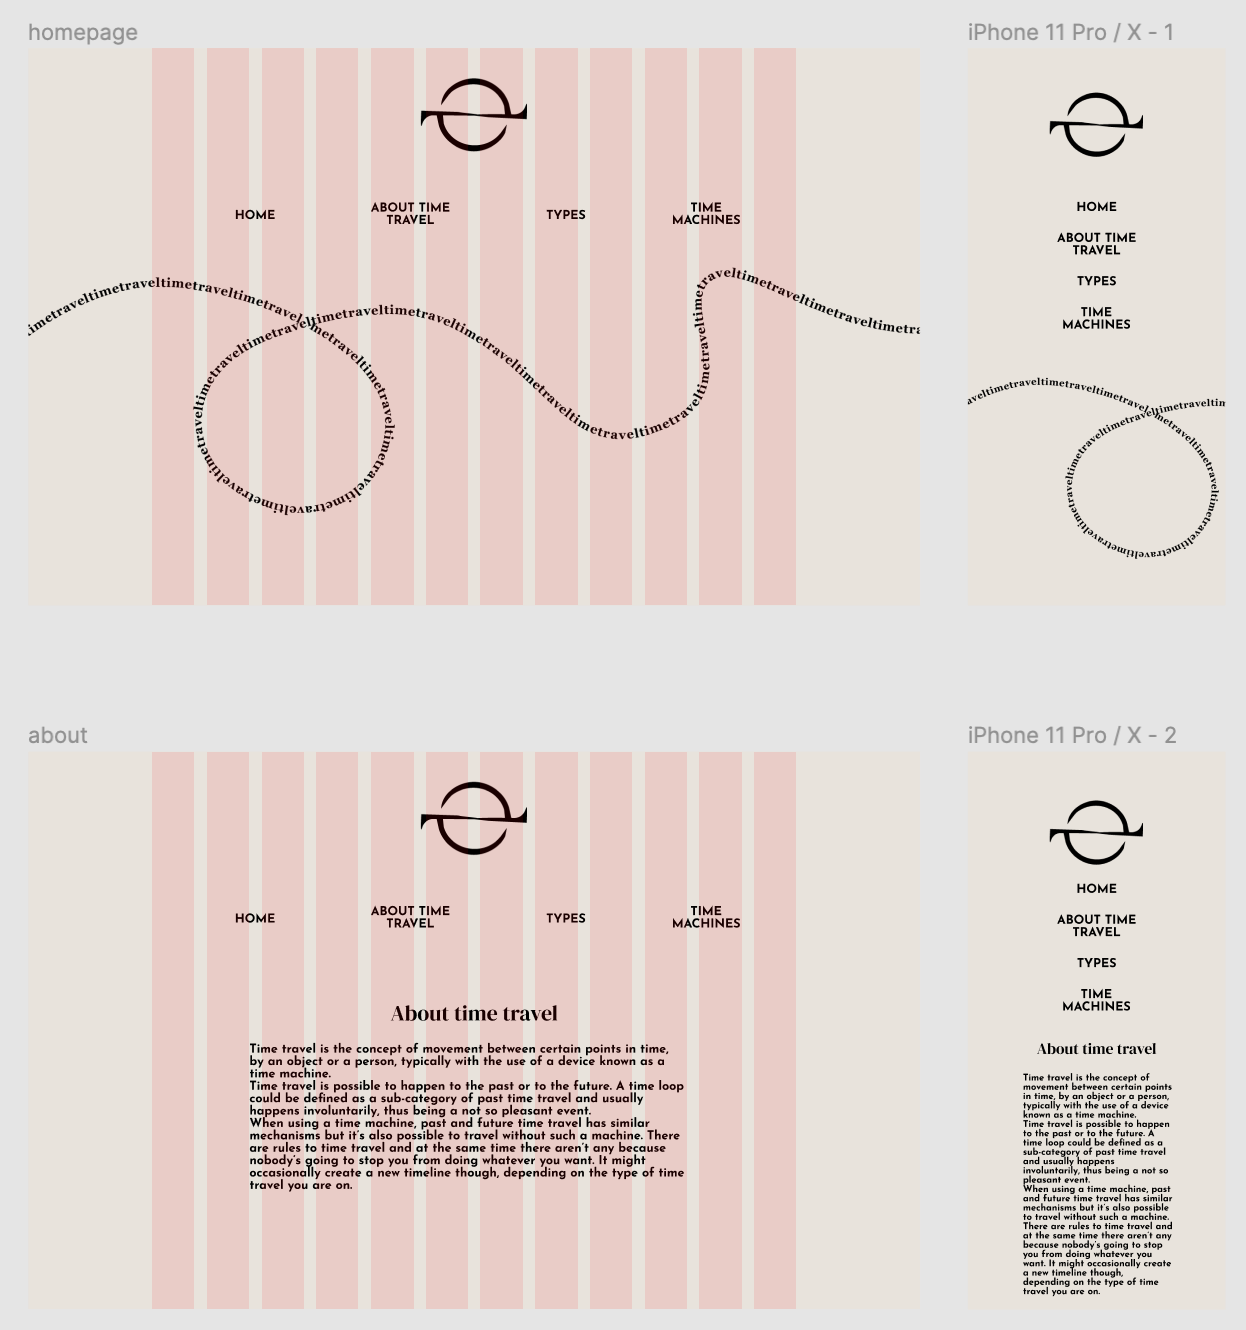 homepage
HOME
ABOUT TIME
TRAVEL
TYPES
TIME
MACHINES
imetraveltimetraveltimetraveltimetraveltimetraveltimetraveltimetraveltimetraveltimetraveltimetraveltimetraveltimetraveltimetraveltimetraveltimetraveltimetraveltimetraveltimetra
iPhone 11 Pro / X - 1
HOME
ABOUT TIME
TRAVEL
TYPES
TIME
MACHINES
aveltimetraveltimetraveltimetraveltimetraveltimetraveltimetraveltimetraveltimetraveltimetraveltim
about
HOME
ABOUT TIME
TRAVEL
TYPES
TIME
MACHINES
About time travel
Time travel is the concept of movement between certain points in time,
by an object or a person, typically with the use of a device known as a
time machine.
Time travel is possible to happen to the past or to the future. A time loop
could be defined as a sub-category of past time travel and usually
happens involuntarily, thus being a not so pleasant event.
When using a time machine, past and future time travel has similar
mechanisms but it's also possible to travel without such a machine. There
are rules to time travel and at the same time there aren't any because
nobody's going to stop you from doing whatever you want. It might
occasionally create a new timeline though, depending on the type of time
travel you are on.
iPhone 11 Pro / X - 2
HOME
ABOUT TIME
TRAVEL
TYPES
TIME
MACHINES
About time travel
Time travel is the concept of
movement between certain points
in time, by an object or a person,
typically with the use of a device
known as a time machine.
Time travel is possible to happen
to the past or to the future. A
time loop could be defined as a
sub-category of past time travel
and usually happens
involuntarily, thus being a not so
pleasant event.
When using a time machine, past
and future time travel has similar
mechanisms but it's also possible
to travel without such a machine.
There are rules to time travel and
at the same time there aren't any
because nobody's going to stop
you from doing whatever you
want. It might occasionally create
a new timeline though,
depending on the type of time
travel you are on.